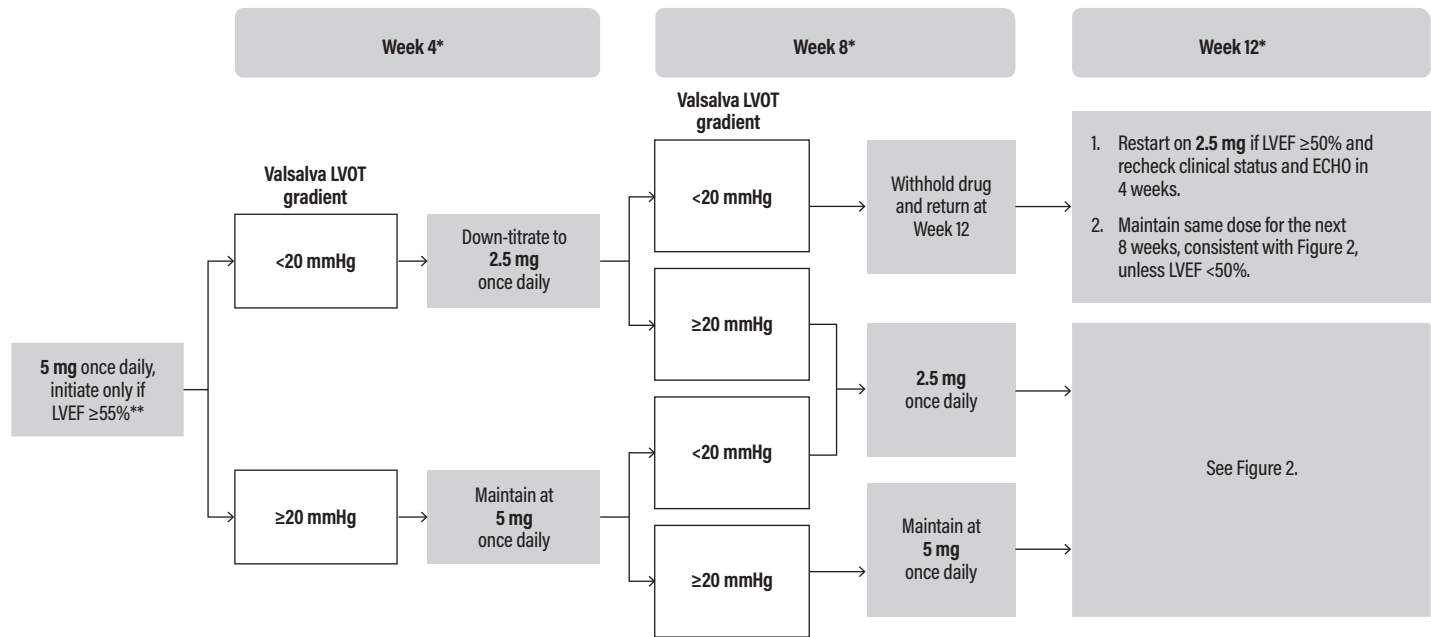 Week 4*
Week 8*
Week 12*
5 mg once daily,
initiate only if
LVEF ≥55%**
Valsalva LVOT
gradient
<20 mmHg
Down-titrate to
2.5 mg
once daily
≥20 mmHg
Maintain at
5 mg
once daily
Valsalva LVOT
gradient
<20 mmHg
Withhold drug
and return at
Week 12
≥20 mmHg
<20 mmHg
2.5 mg
once daily
≥20 mmHg
Maintain at
5 mg
once daily
1. Restart on 2.5 mg if LVEF ≥50% and
recheck clinical status and ECHO in
4 weeks.
2. Maintain same dose for the next
8 weeks, consistent with Figure 2,
unless LVEF <50%.
See Figure 2.